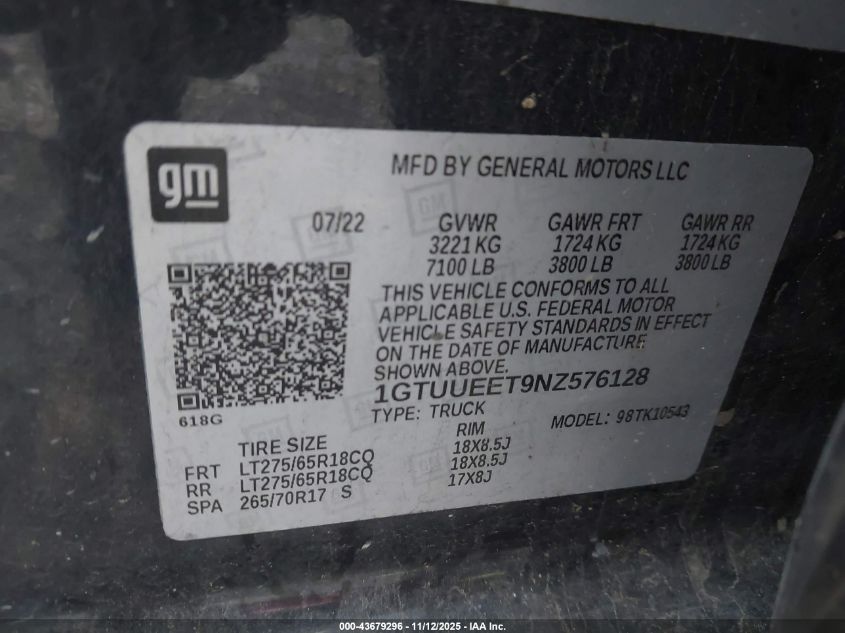 gm
MFD BY GENERAL MOTORS LLC
07/22 GVWR GAWR FRT GAWR RR
3221 KG 1724 KG 1724 KG
7100 LB 3800 LB 3800 LB
THIS VEHICLE CONFORMS TO ALL
APPLICABLE U.S. FEDERAL MOTOR
VEHICLE SAFETY STANDARDS IN EFFECT
ON THE DATE OF MANUFACTURE
SHOWN ABOVE.
1GTUUEET9NZ576128
TYPE: TRUCK MODEL: 98TK10543
618G
TIRE SIZE RIM
FRT LT275/65R18CQ 18X8.5J
RR LT275/65R18CQ 18X8.5J
SPA 265/70R17 S 17X8J
000-43679296 - 11/12/2025 - IAA Inc.